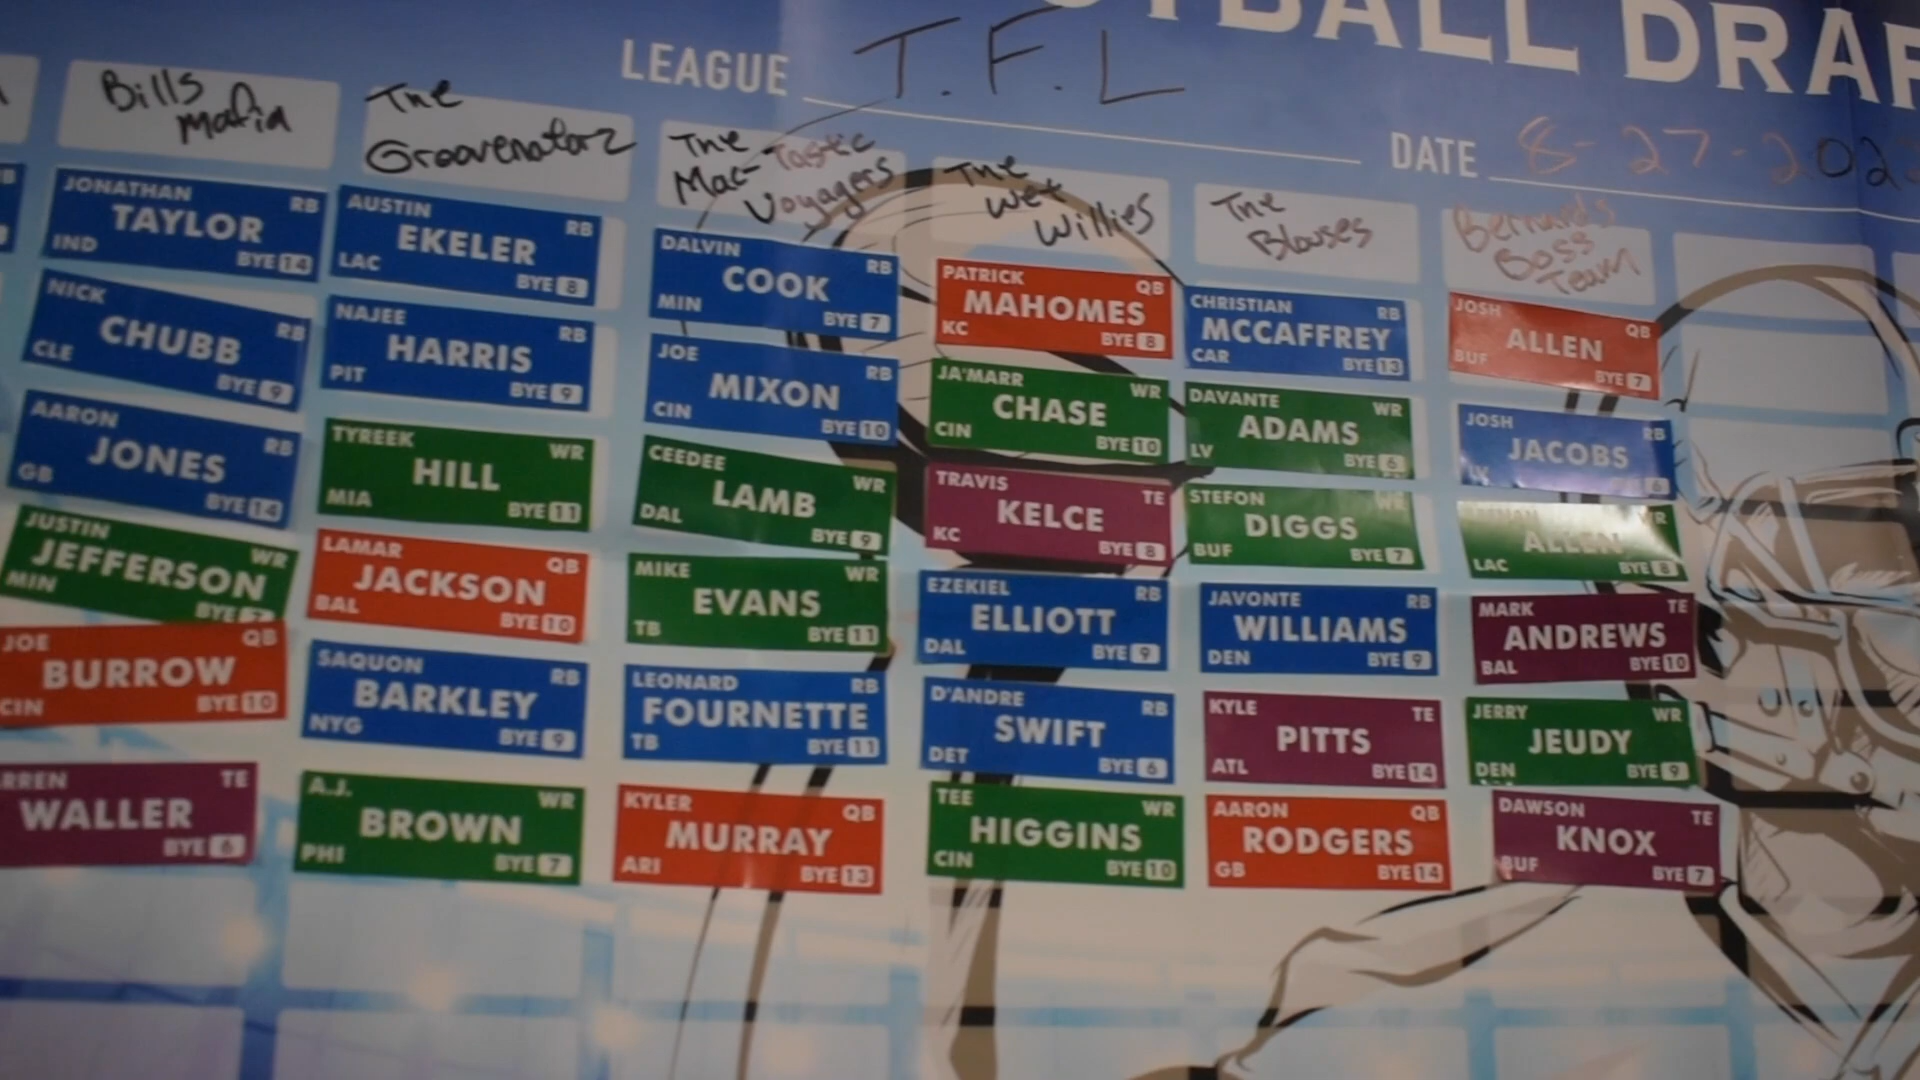 LEAGUE T.F.L
DATE 8-27-202
Bills
Mafia
JONATHAN RB
TAYLOR
IND BYE 14
NICK RB
CHUBB
CLE BYE 9
AARON RB
JONES
GB BYE 14
JUSTIN WR
JEFFERSON
MIN BYE 7
JOE QB
BURROW
CIN BYE 10
RREN TE
WALLER
BYE 6
The
Groovenatorz
AUSTIN RB
EKELER
LAC BYE 8
NAJEE RB
HARRIS
PIT BYE 9
TYREEK WR
HILL
MIA BYE 11
LAMAR QB
JACKSON
BAL BYE 10
SAQUON RB
BARKLEY
NYG BYE 9
A.J. WR
BROWN
PHI BYE 7
The
Mac-Tastic
Voyagers
DALVIN RB
COOK
MIN BYE 7
JOE RB
MIXON
CIN BYE 10
CEEDEE WR
LAMB
DAL BYE 9
MIKE WR
EVANS
TB BYE 11
LEONARD RB
FOURNETTE
TB BYE 11
KYLER QB
MURRAY
ARI BYE 13
The
Wet
Willies
PATRICK QB
MAHOMES
KC BYE 8
JA'MARR WR
CHASE
CIN BYE 10
TRAVIS TE
KELCE
KC BYE 8
EZEKIEL RB
ELLIOTT
DAL BYE 9
D'ANDRE RB
SWIFT
DET BYE 6
TEE WR
HIGGINS
CIN BYE 10
The
Blouses
CHRISTIAN RB
MCCAFFREY
CAR BYE 13
DAVANTE WR
ADAMS
LV BYE 6
STEFON WR
DIGGS
BUF BYE 7
JAVONTE RB
WILLIAMS
DEN BYE 9
KYLE TE
PITTS
ATL BYE 14
AARON QB
RODGERS
GB BYE 14
Bernard's
Boss
Team
JOSH QB
ALLEN
BUF BYE 7
JOSH RB
JACOBS
LV BYE 6
ALLEN
LAC BYE 8
MARK TE
ANDREWS
BAL BYE 10
JERRY WR
JEUDY
DEN BYE 9
DAWSON TE
KNOX
BUF BYE 7